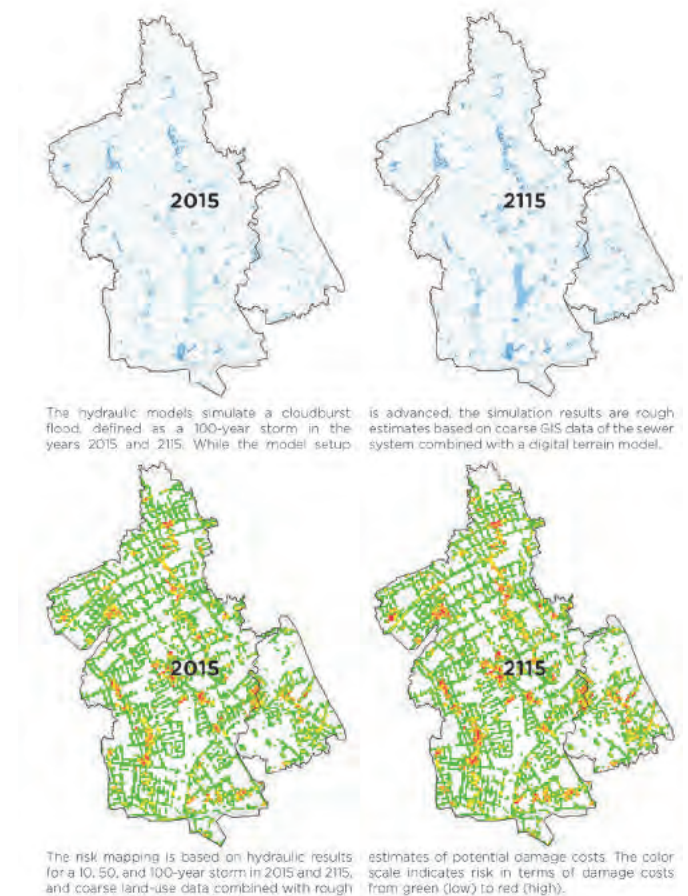 2015
2115
The hydraulic models simulate a cloudburst
flood, defined as a 100-year storm in the
years 2015 and 2115. While the model setup
is advanced, the simulation results are rough
estimates based on coarse GIS data of the sewer
system combined with a digital terrain model.
2015
2115
The risk mapping is based on hydraulic results
for a 10, 50, and 100-year storm in 2015 and 2115,
and coarse land-use data combined with rough
estimates of potential damage costs. The color
scale indicates risk in terms of damage costs
from green (low) to red (high).